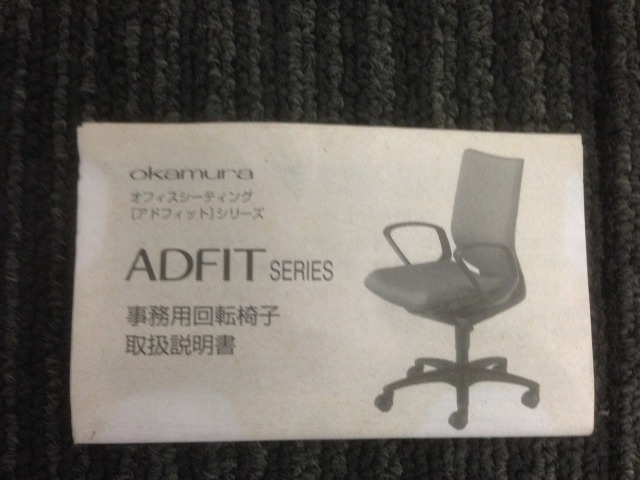 okamura
オフィスシーティング
[アドフィット]シリーズ
ADFIT SERIES
事務用回転椅子
取扱説明書